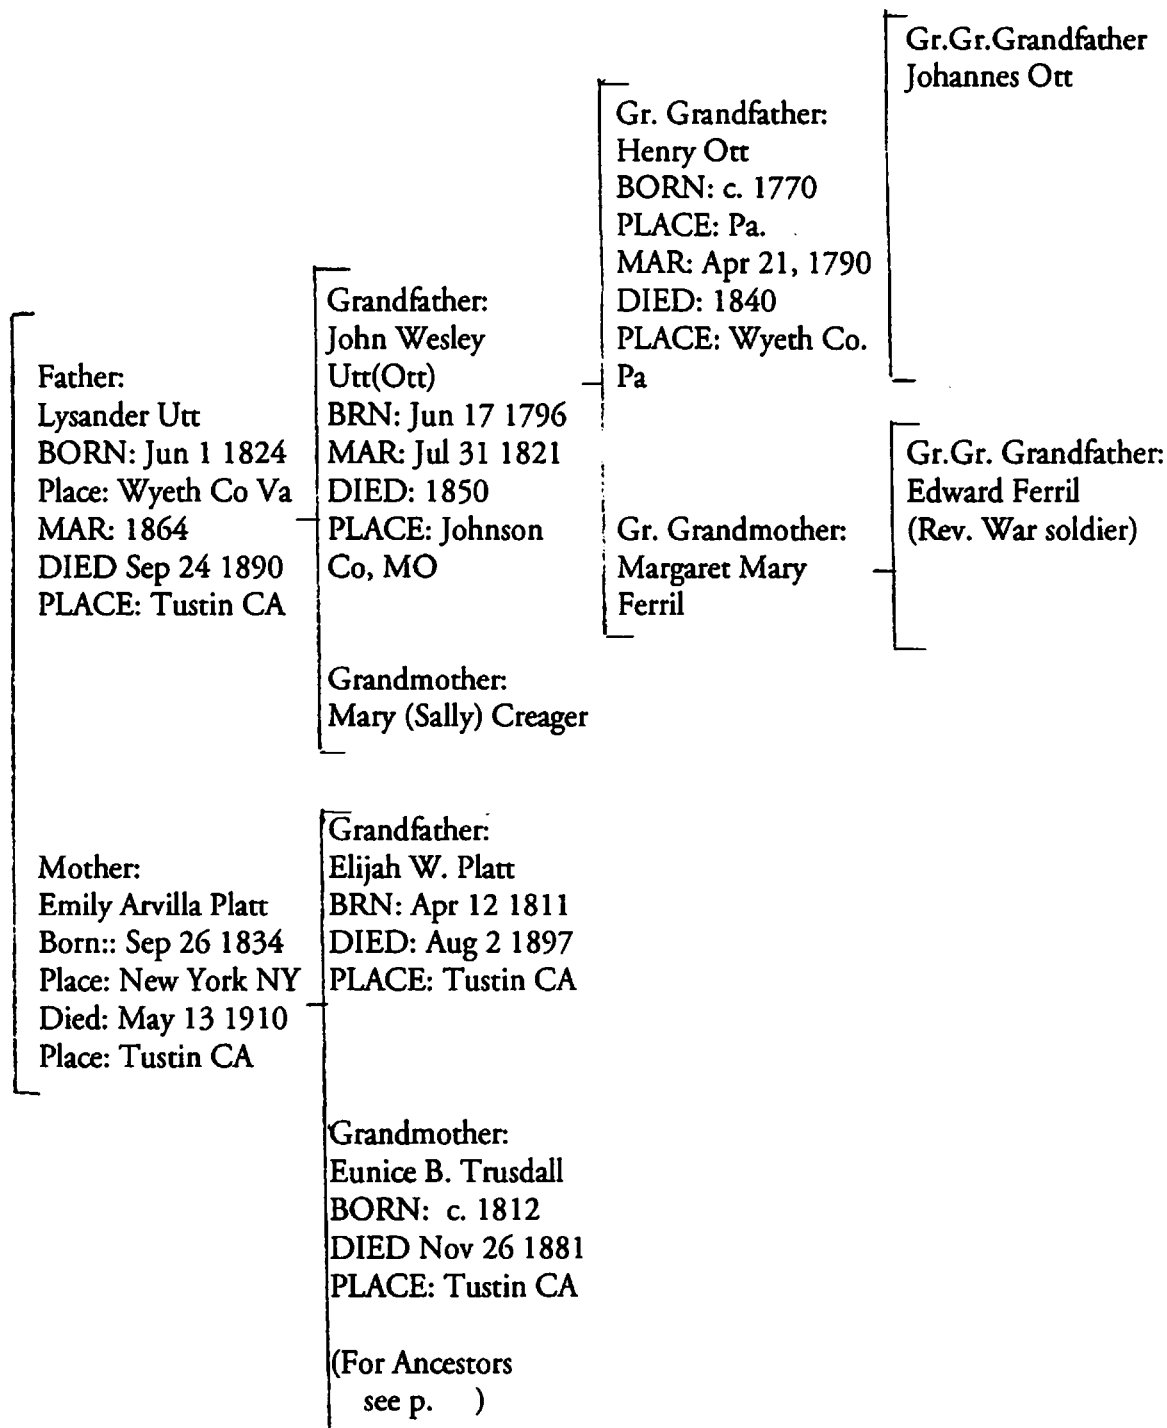 Gr.Gr.Grandfather
Johannes Ott
Gr. Grandfather:
Henry Ott
BORN: c. 1770
PLACE: Pa.
MAR: Apr 21, 1790
DIED: 1840
PLACE: Wyeth Co.
Pa
Grandfather:
John Wesley
Utt(Ott)
BRN: Jun 17 1796
MAR: Jul 31 1821
DIED: 1850
PLACE: Johnson
Co, MO
Father:
Lysander Utt
BORN: Jun 1 1824
Place: Wyeth Co Va
MAR: 1864
DIED Sep 24 1890
PLACE: Tustin CA
Gr.Gr. Grandfather:
Edward Ferril
(Rev. War soldier)
Gr. Grandmother:
Margaret Mary
Ferril
Grandmother:
Mary (Sally) Creager
Grandfather:
Elijah W. Platt
BRN: Apr 12 1811
DIED: Aug 2 1897
PLACE: Tustin CA
Mother:
Emily Arvilla Platt
Born:: Sep 26 1834
Place: New York NY
Died: May 13 1910
Place: Tustin CA
Grandmother:
Eunice B. Trusdall
BORN: c. 1812
DIED Nov 26 1881
PLACE: Tustin CA
(For Ancestors
see p. )